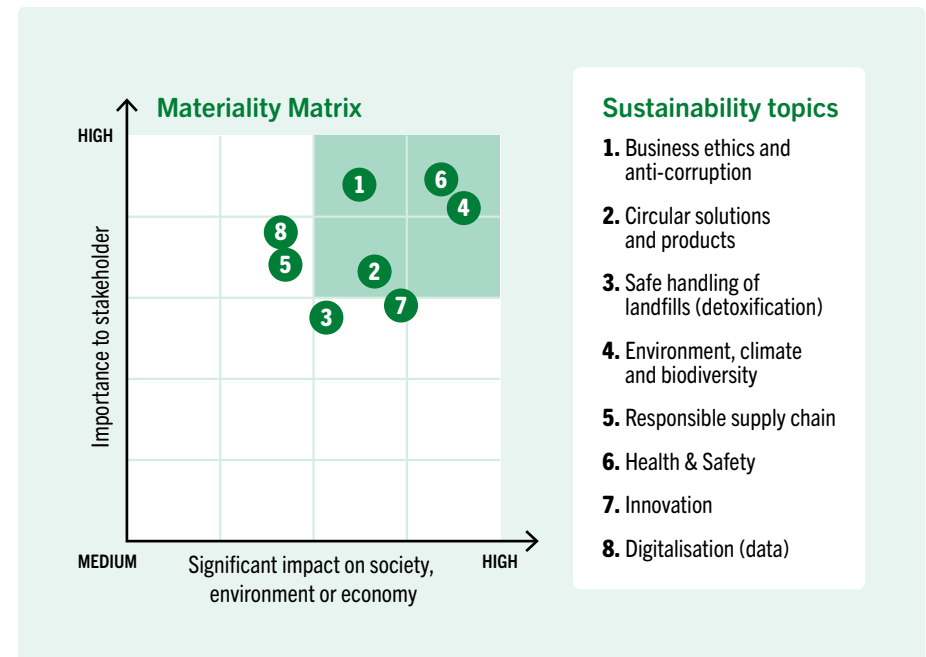 Materiality Matrix
HIGH
Importance to stakeholder
1
6
4
8
5
2
7
3
MEDIUM
Significant impact on society,
environment or economy
HIGH
Sustainability topics
1. Business ethics and
anti-corruption
2. Circular solutions
and products
3. Safe handling of
landfills (detoxification)
4. Environment, climate
and biodiversity
5. Responsible supply chain
6. Health & Safety
7. Innovation
8. Digitalisation (data)